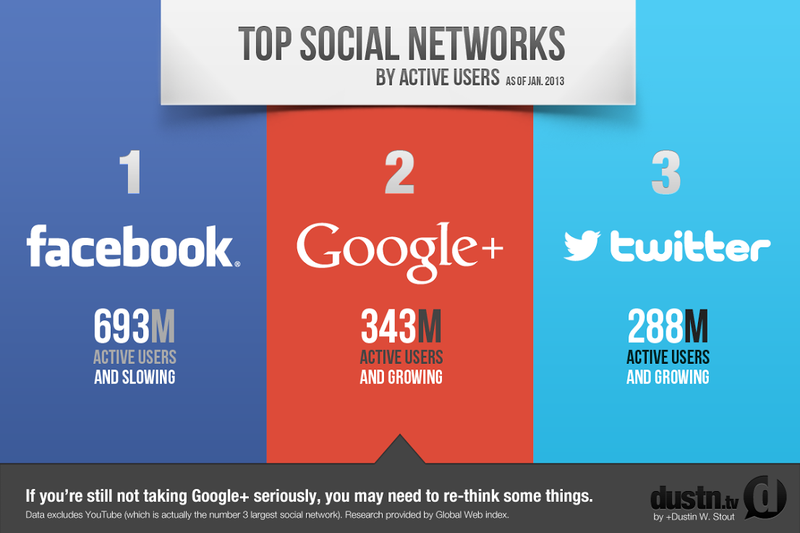 TOP SOCIAL NETWORKS
BY ACTIVE USERS AS OF JAN. 2013
1
facebook®
693M
ACTIVE USERS
AND SLOWING
2
Google+
343M
ACTIVE USERS
AND GROWING
3
twitter
288M
ACTIVE USERS
AND GROWING
If you're still not taking Google+ seriously, you may need to re-think some things.
Data excludes YouTube (which is actually the number 3 largest social network). Research provided by Global Web index.
dustn.tv d
by +Dustin W. Stout